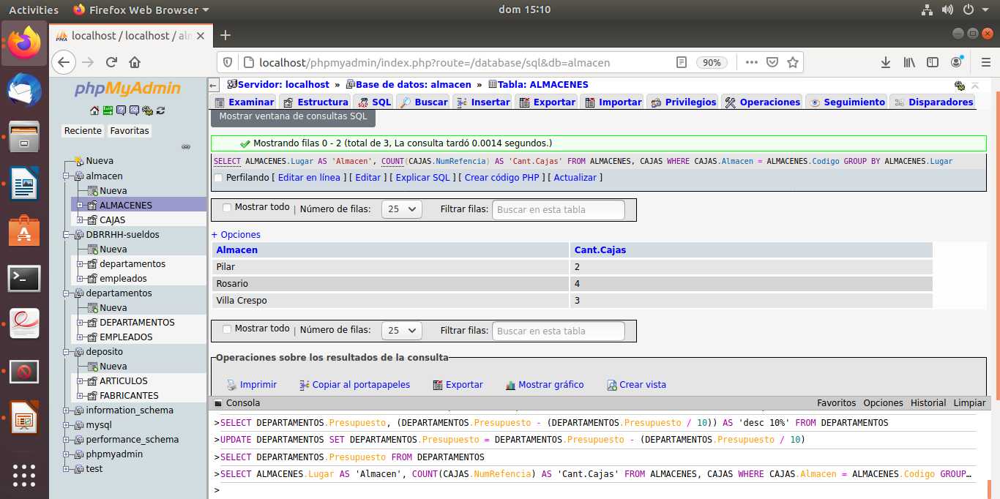 Activities Firefox Web Browser dom 15:10
localhost / localhost / aln
localhost/phpmyadmin/index.php?route=/database/sql&db=almacen 90%
phpMyAdmin
Reciente Favoritas
Nueva
almacen
Nueva
ALMACENES
CAJAS
DBRRHH-sueldos
Nueva
departamentos
empleados
departamentos
Nueva
DEPARTAMENTOS
EMPLEADOS
deposito
Nueva
ARTICULOS
FABRICANTES
information_schema
mysql
performance_schema
phpmyadmin
test
Servidor: localhost » Base de datos: almacen » Tabla: ALMACENES
Examinar Estructura SQL Buscar Insertar Exportar Importar Privilegios Operaciones Seguimiento Disparadores
Mostrar ventana de consultas SQL
Mostrando filas 0 - 2 (total de 3, La consulta tardó 0.0014 segundos.)
SELECT ALMACENES.Lugar AS 'Almacen', COUNT(CAJAS.NumRefencia) AS 'Cant.Cajas' FROM ALMACENES, CAJAS WHERE CAJAS.Almacen = ALMACENES.Codigo GROUP BY ALMACENES.Lugar
Perfilando [ Editar en línea ] [ Editar ] [ Explicar SQL ] [ Crear código PHP ] [ Actualizar ]
Mostrar todo | Número de filas: 25 Filtrar filas: Buscar en esta tabla
+ Opciones
Almacen Cant.Cajas
Pilar 2
Rosario 4
Villa Crespo 3
Mostrar todo | Número de filas: 25 Filtrar filas: Buscar en esta tabla
Operaciones sobre los resultados de la consulta
Imprimir Copiar al portapapeles Exportar Mostrar gráfico Crear vista
Consola Favoritos Opciones Historial Limpiar
>SELECT DEPARTAMENTOS.Presupuesto, (DEPARTAMENTOS.Presupuesto - (DEPARTAMENTOS.Presupuesto / 10)) AS 'desc 10%' FROM DEPARTAMENTOS
>UPDATE DEPARTAMENTOS SET DEPARTAMENTOS.Presupuesto = DEPARTAMENTOS.Presupuesto - (DEPARTAMENTOS.Presupuesto / 10)
>SELECT DEPARTAMENTOS.Presupuesto FROM DEPARTAMENTOS
>SELECT ALMACENES.Lugar AS 'Almacen', COUNT(CAJAS.NumRefencia) AS 'Cant.Cajas' FROM ALMACENES, CAJAS WHERE CAJAS.Almacen = ALMACENES.Codigo GROUP…
>